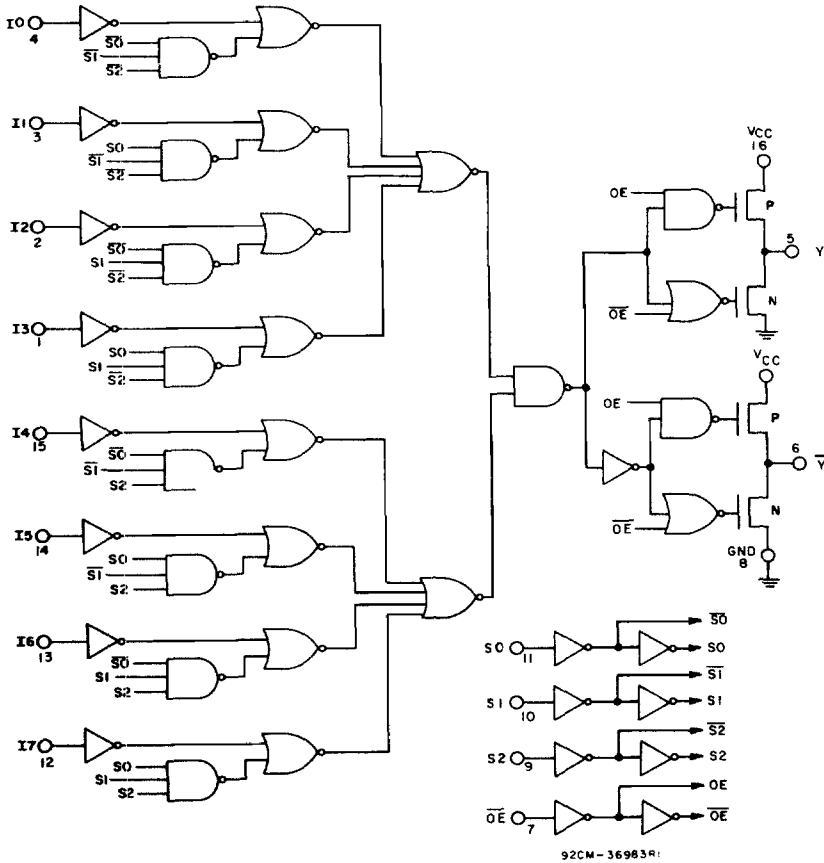 I0
4
S̅0̅
S̅1̅
S̅2̅
I1
3
S0
S̅1̅
S̅2̅
I2
2
S̅0̅
S1
S̅2̅
I3
1
S0
S1
S̅2̅
I4
15
S̅0̅
S̅1̅
S2
I5
14
S0
S̅1̅
S2
I6
13
S̅0̅
S1
S2
I7
12
S0
S1
S2
VCC
16
OE
P
5
Y
N
O̅E̅
VCC
OE
P
6
Y̅
N
O̅E̅
GND
8
S0
11
S̅0̅
S0
S1
10
S̅1̅
S1
S2
9
S̅2̅
S2
O̅E̅
7
OE
O̅E̅
92CM-36983R1